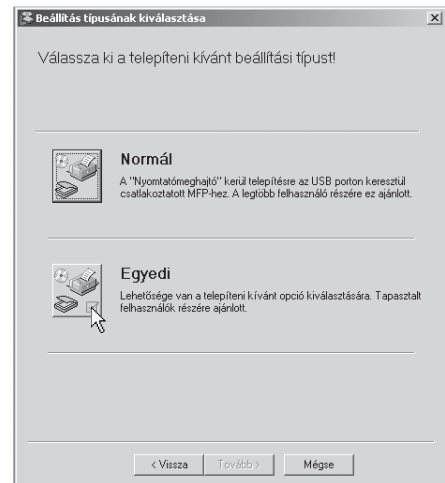 Beállítás típusának kiválasztása
Válassza ki a telepíteni kívánt beállítási típust!
Normál
A "Nyomtatómeghajtó" kerül telepítésre az USB porton keresztül
csatlakoztatott MFP-hez. A legtöbb felhasználó részére ez ajánlott.
Egyedi
Lehetősége van a telepíteni kívánt opció kiválasztására. Tapasztalt
felhasználók részére ajánlott.
< Vissza Tovább > Mégse